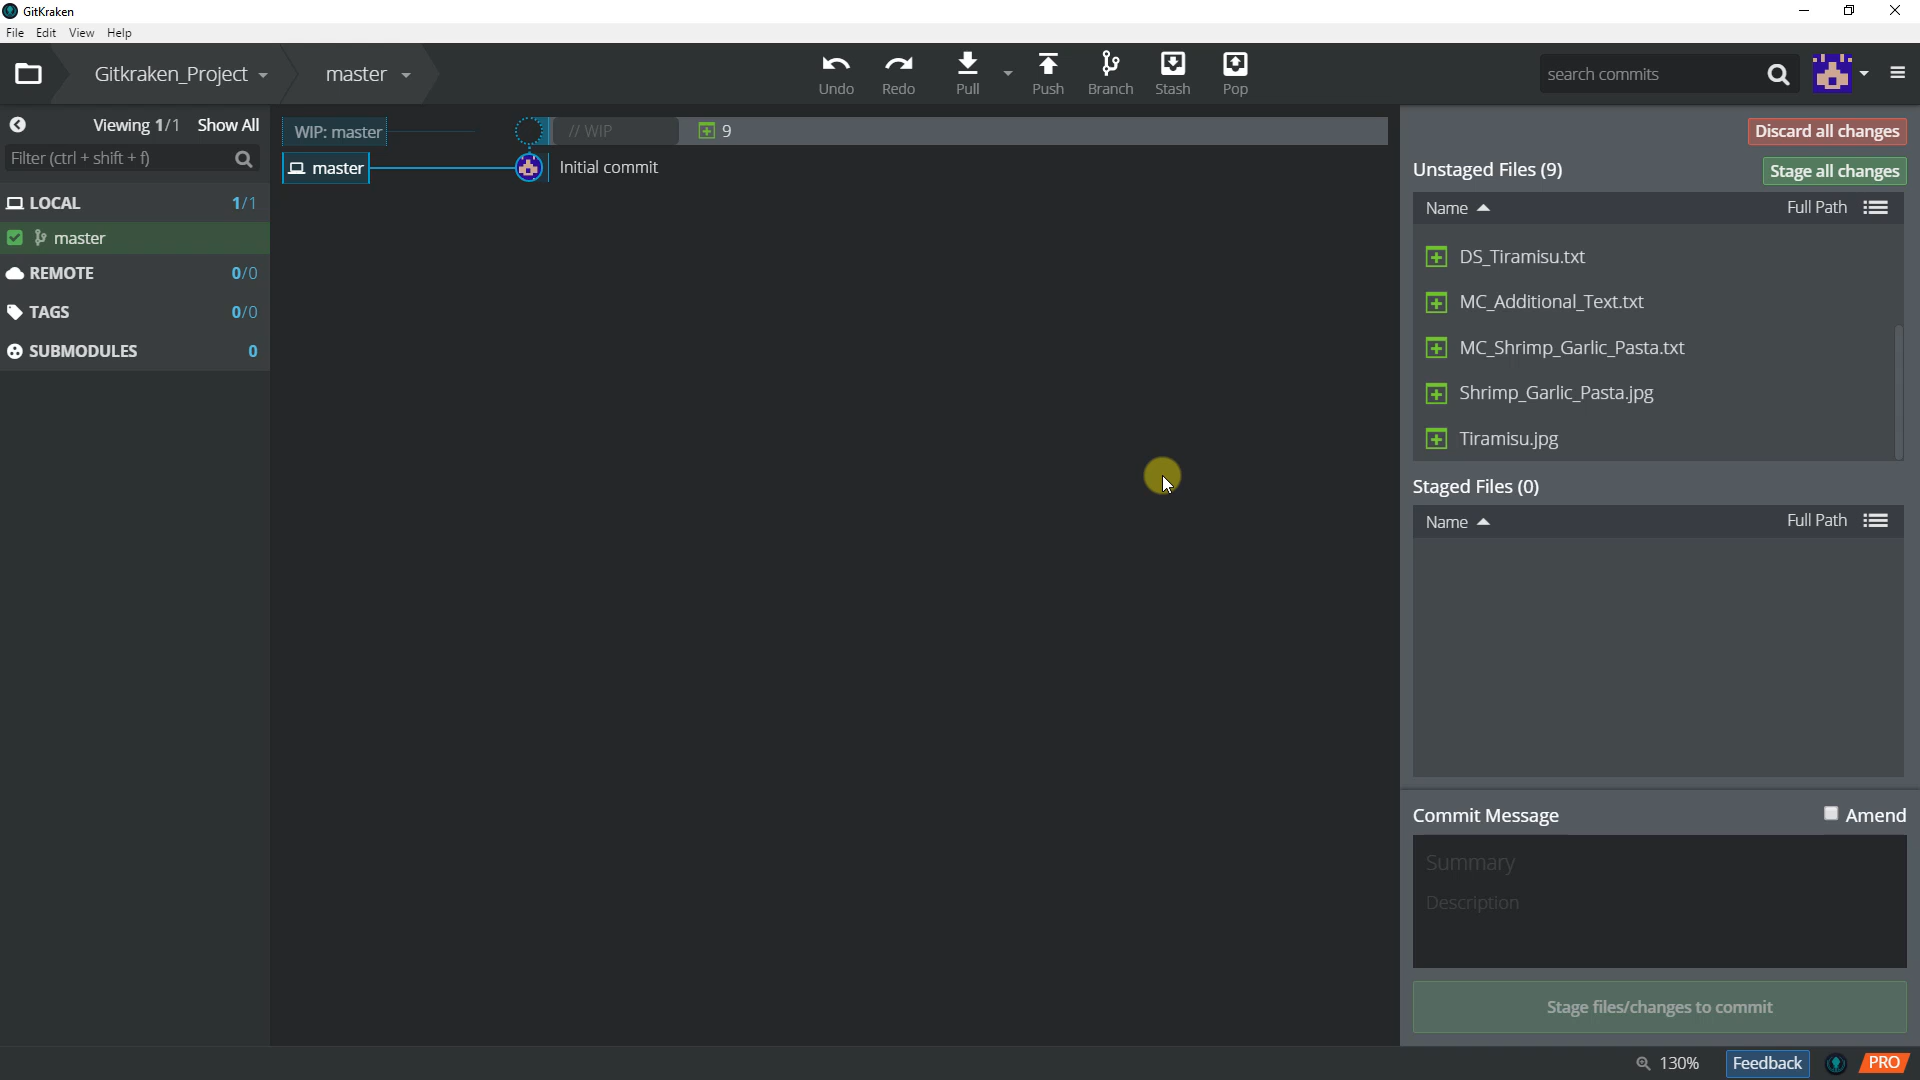 GitKraken
File Edit View Help
Gitkraken_Project master
Undo Redo Pull Push Branch Stash Pop
search commits
Viewing 1/1 Show All
Filter (ctrl + shift + f)
LOCAL 1/1
master
REMOTE 0/0
TAGS 0/0
SUBMODULES 0
WIP: master // WIP 9
master Initial commit
Discard all changes
Unstaged Files (9) Stage all changes
Name Full Path
DS_Tiramisu.txt
MC_Additional_Text.txt
MC_Shrimp_Garlic_Pasta.txt
Shrimp_Garlic_Pasta.jpg
Tiramisu.jpg
Staged Files (0)
Name Full Path
Commit Message Amend
Summary
Description
Stage files/changes to commit
130% Feedback PRO